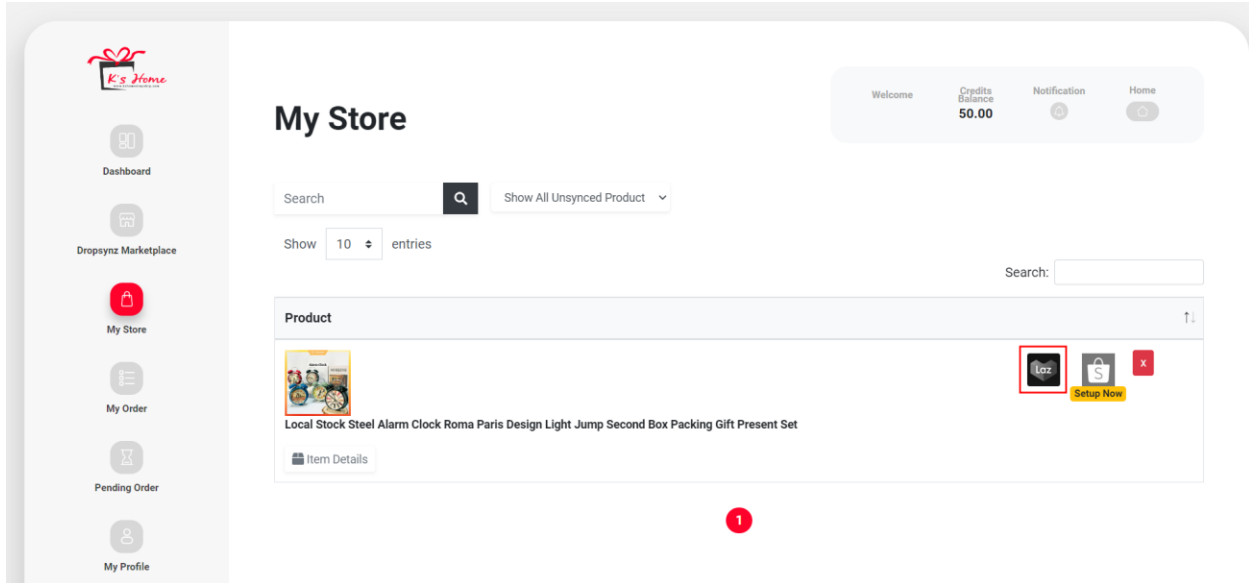 K's Home
Dashboard
Dropsynz Marketplace
My Store
My Order
Pending Order
My Profile
My Store
Welcome
Credits Balance
50.00
Notification
Home
Search
Show All Unsynced Product
Show 10 entries
Search:
Product
Laz
S
Setup Now
x
Local Stock Steel Alarm Clock Roma Paris Design Light Jump Second Box Packing Gift Present Set
Item Details
1